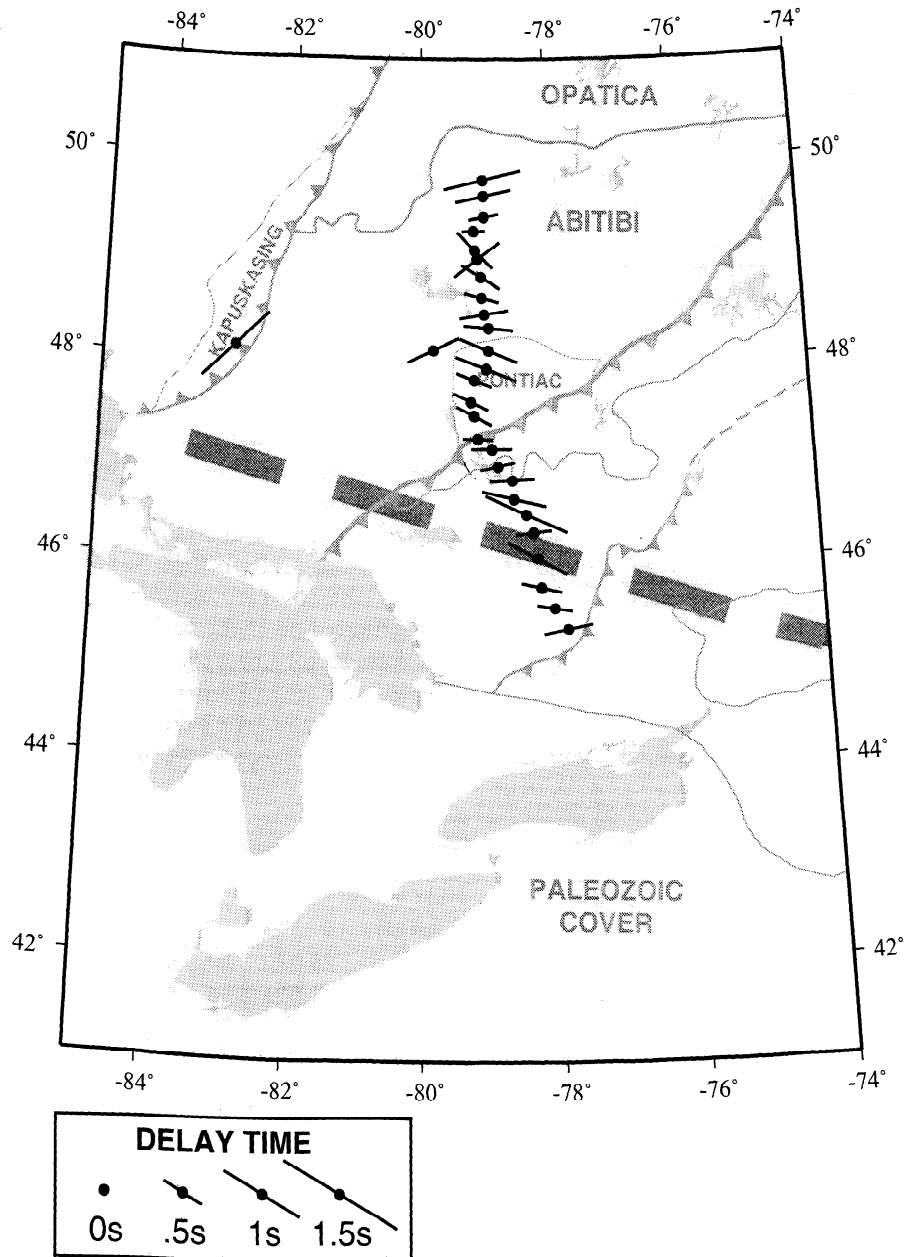 -84° -82° -80° -78° -76° -74°
OPATICA
50° 50°
ABITIBI
KAPUSKASING
48° 48°
PONTIAC
46° 46°
44° 44°
PALEOZOIC
COVER
42° 42°
-84° -82° -80° -78° -76° -74°
DELAY TIME
0s .5s 1s 1.5s